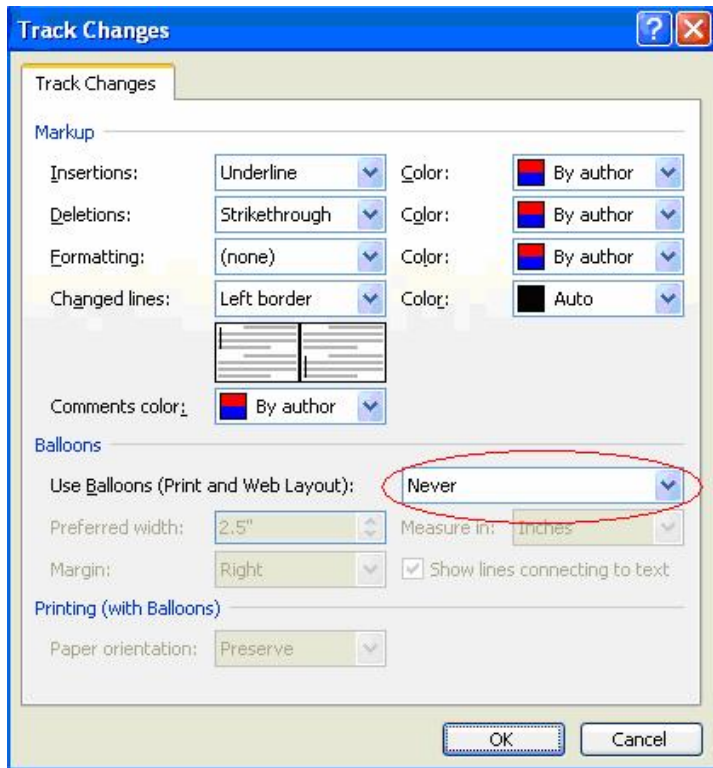 Track Changes
Track Changes
Markup
Insertions: Underline Color: By author
Deletions: Strikethrough Color: By author
Formatting: (none) Color: By author
Changed lines: Left border Color: Auto
Comments color: By author
Balloons
Use Balloons (Print and Web Layout): Never
Preferred width: 2.5" Measure in: Inches
Margin: Right Show lines connecting to text
Printing (with Balloons)
Paper orientation: Preserve
OK Cancel